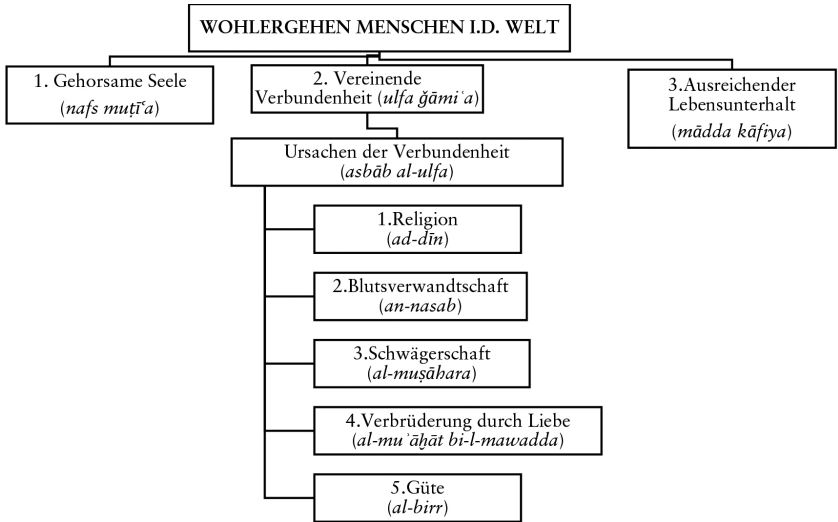 WOHLERGEHEN MENSCHEN I.D. WELT
1. Gehorsame Seele
(nafs muṭīʿa)
2. Vereinende
Verbundenheit (ulfa ǧāmiʿa)
3.Ausreichender
Lebensunterhalt
(mādda kāfiya)
Ursachen der Verbundenheit
(asbāb al-ulfa)
1.Religion
(ad-dīn)
2.Blutsverwandtschaft
(an-nasab)
3.Schwägerschaft
(al-muṣāhara)
4.Verbrüderung durch Liebe
(al-muʾāḫāt bi-l-mawadda)
5.Güte
(al-birr)